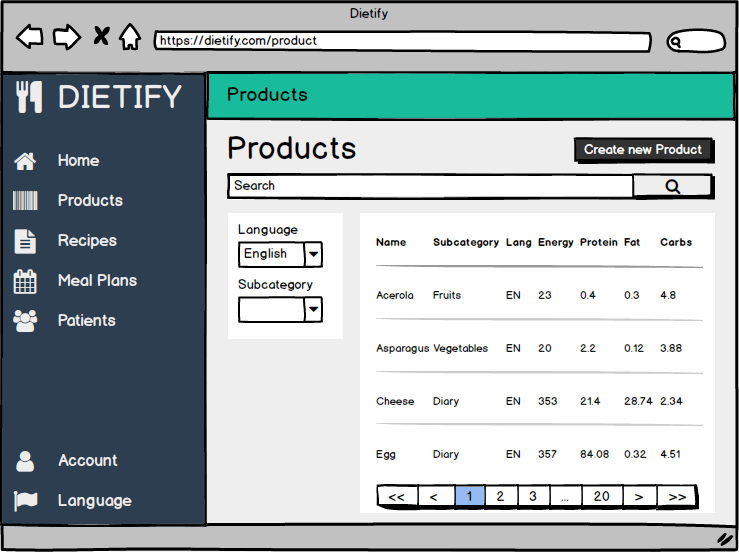 Dietify
https://dietify.com/product
DIETIFY
Home
Products
Recipes
Meal Plans
Patients
Account
Language
Products
Products
Create new Product
Search
Language
English
Subcategory
Name Subcategory Lang Energy Protein Fat Carbs
Acerola Fruits EN 23 0.4 0.3 4.8
Asparagus Vegetables EN 20 2.2 0.12 3.88
Cheese Diary EN 353 21.4 28.74 2.34
Egg Diary EN 357 84.08 0.32 4.51
<< < 1 2 3 ... 20 > >>